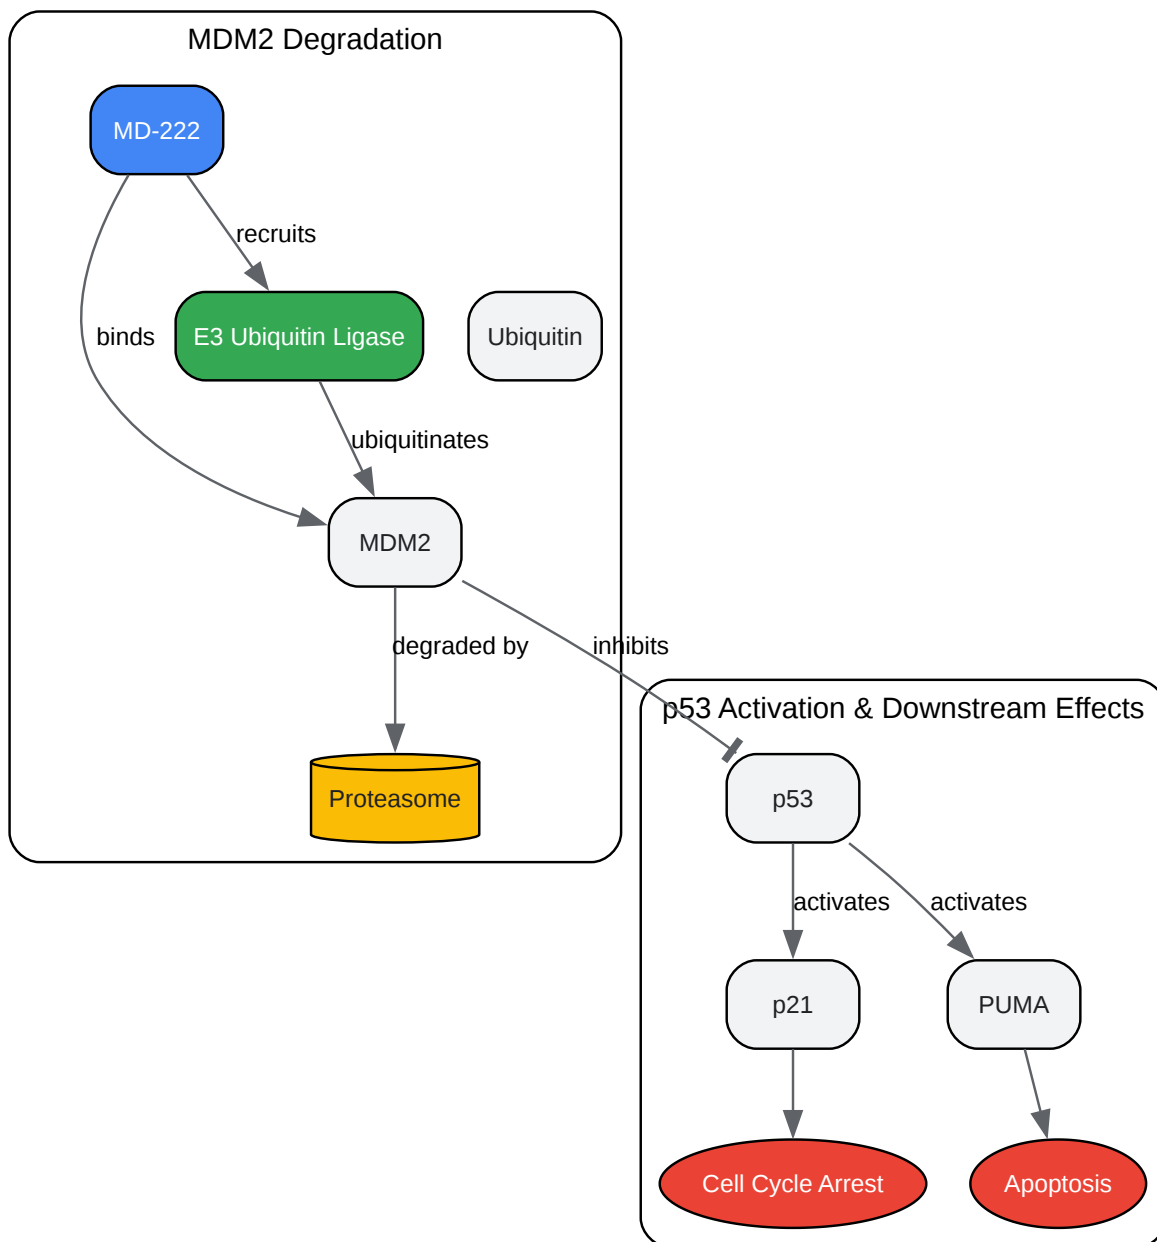 MDM2 Degradation
MD-222
recruits
binds
E3 Ubiquitin Ligase
Ubiquitin
ubiquitinates
MDM2
degraded by
inhibits
Proteasome
p53 Activation & Downstream Effects
p53
activates
activates
p21
PUMA
Cell Cycle Arrest
Apoptosis